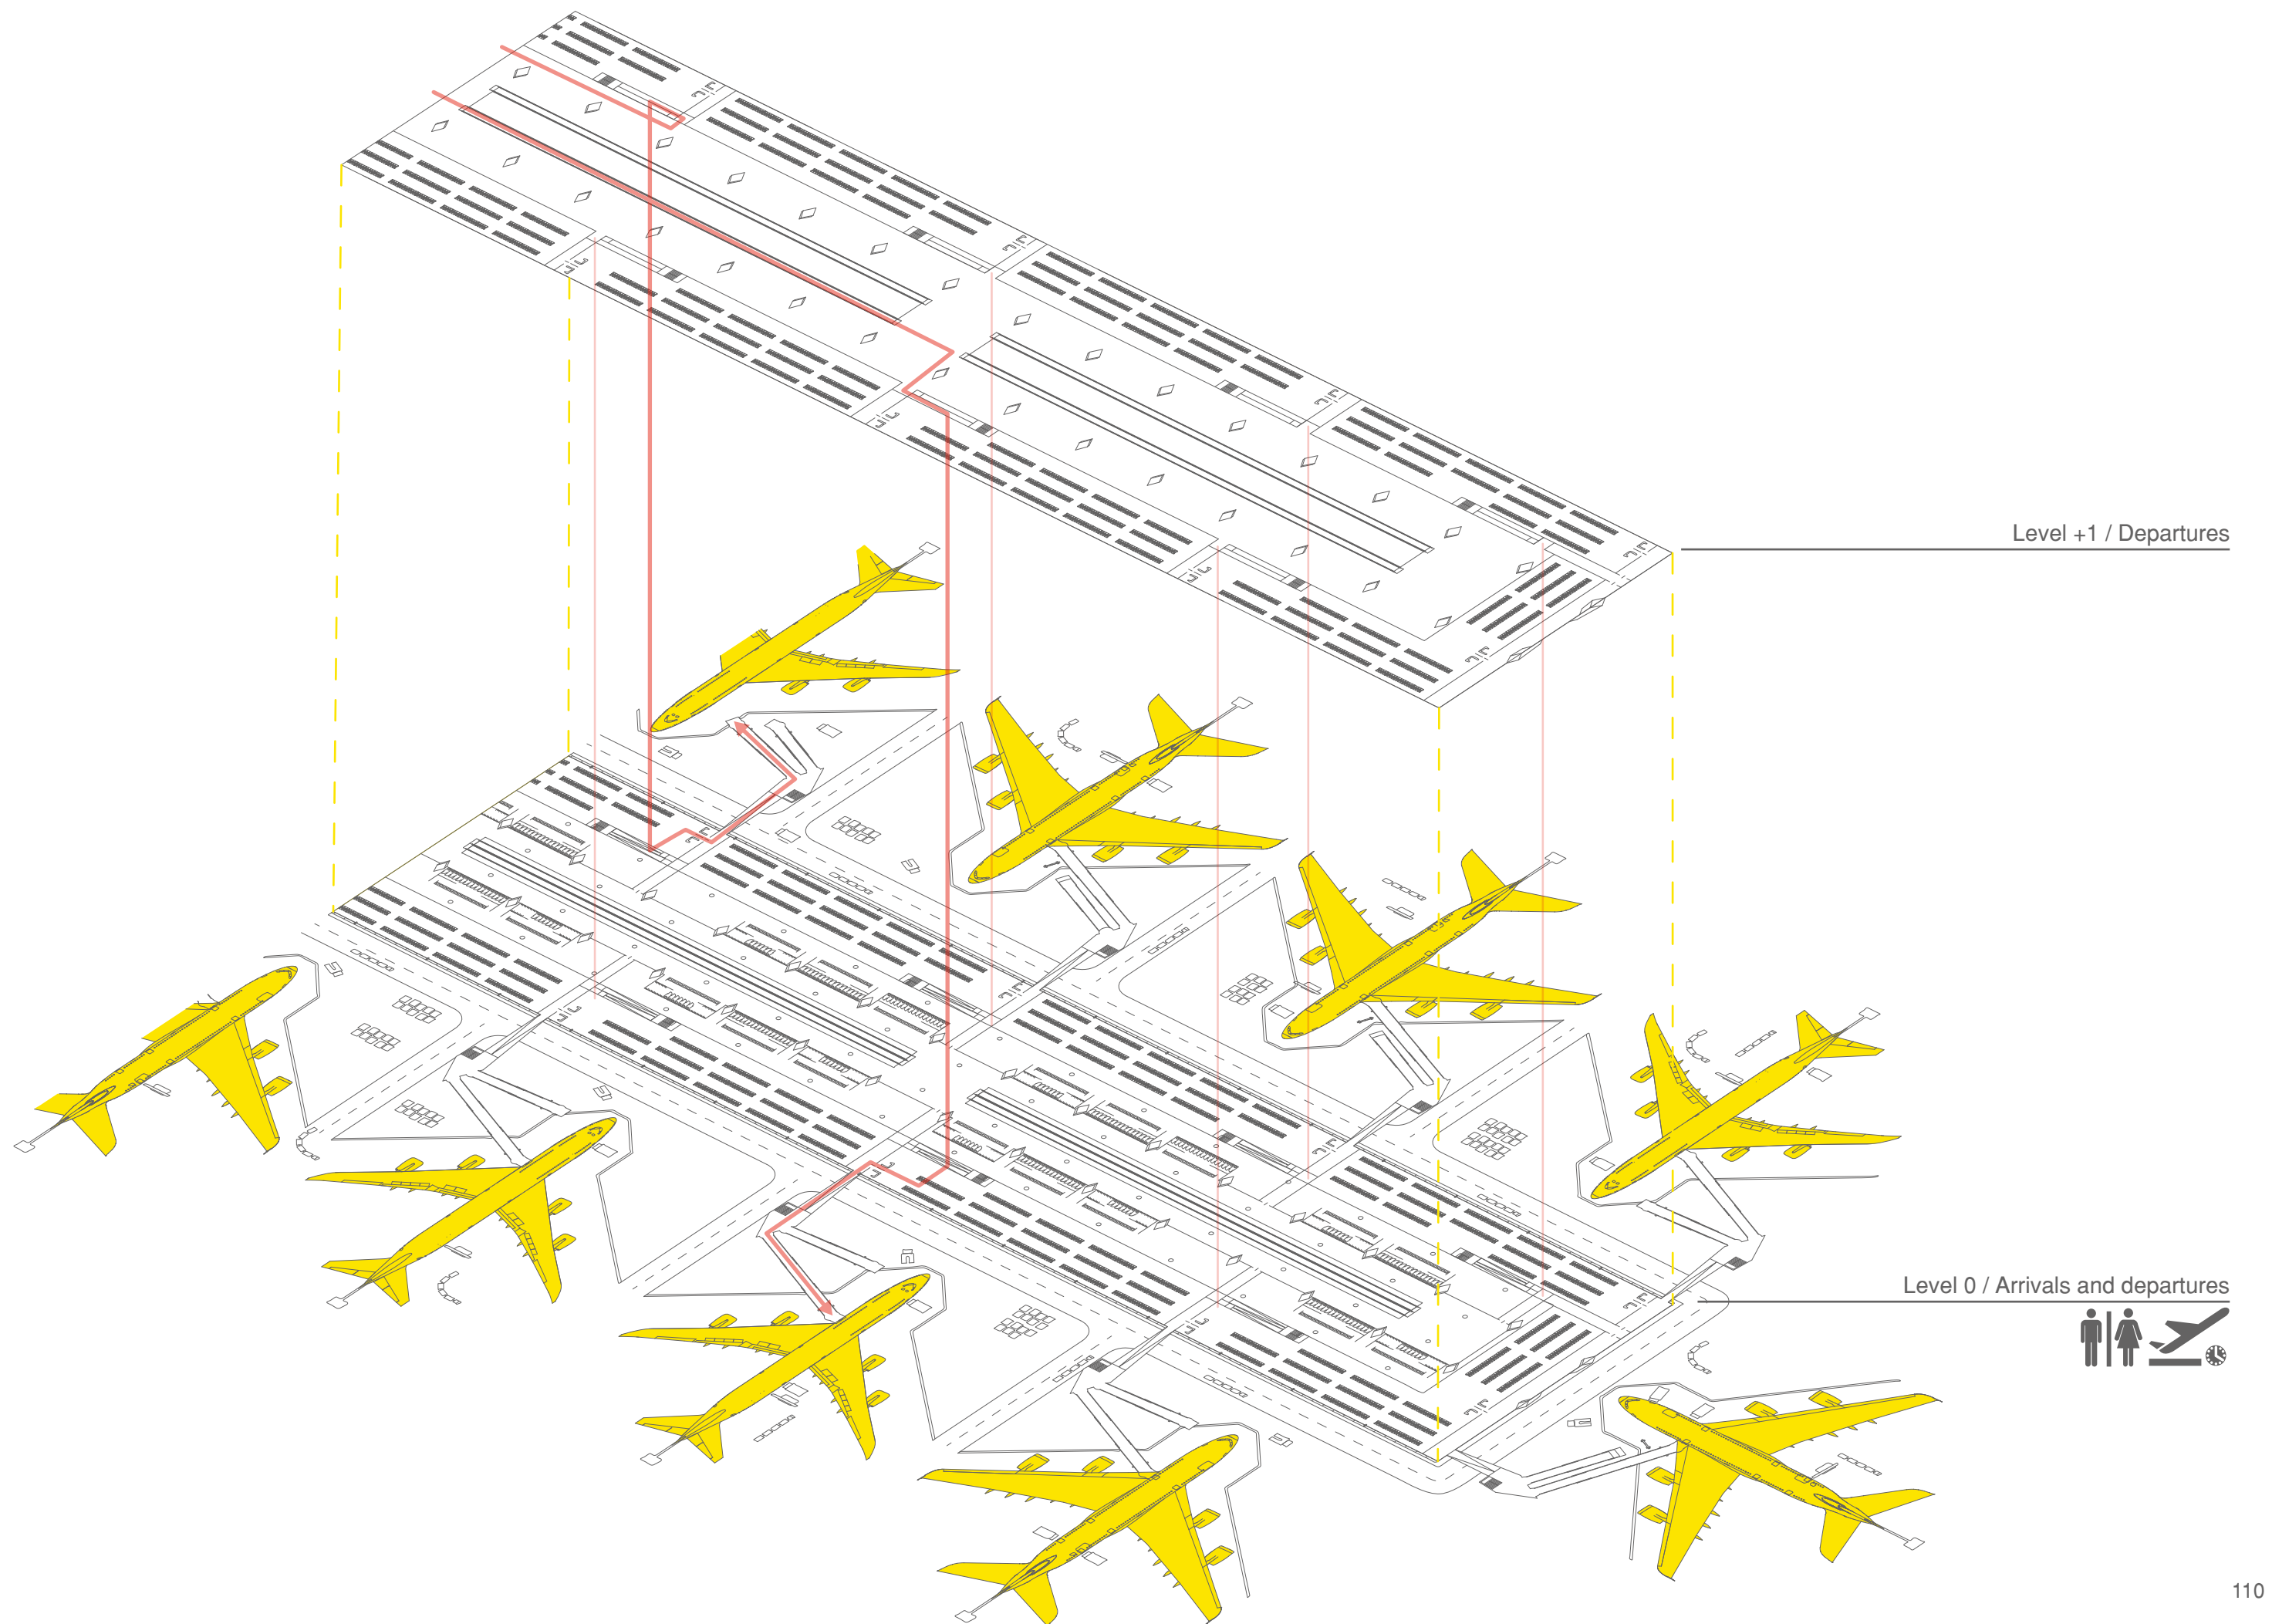 Level +1 / Departures
Level 0 / Arrivals and departures
110